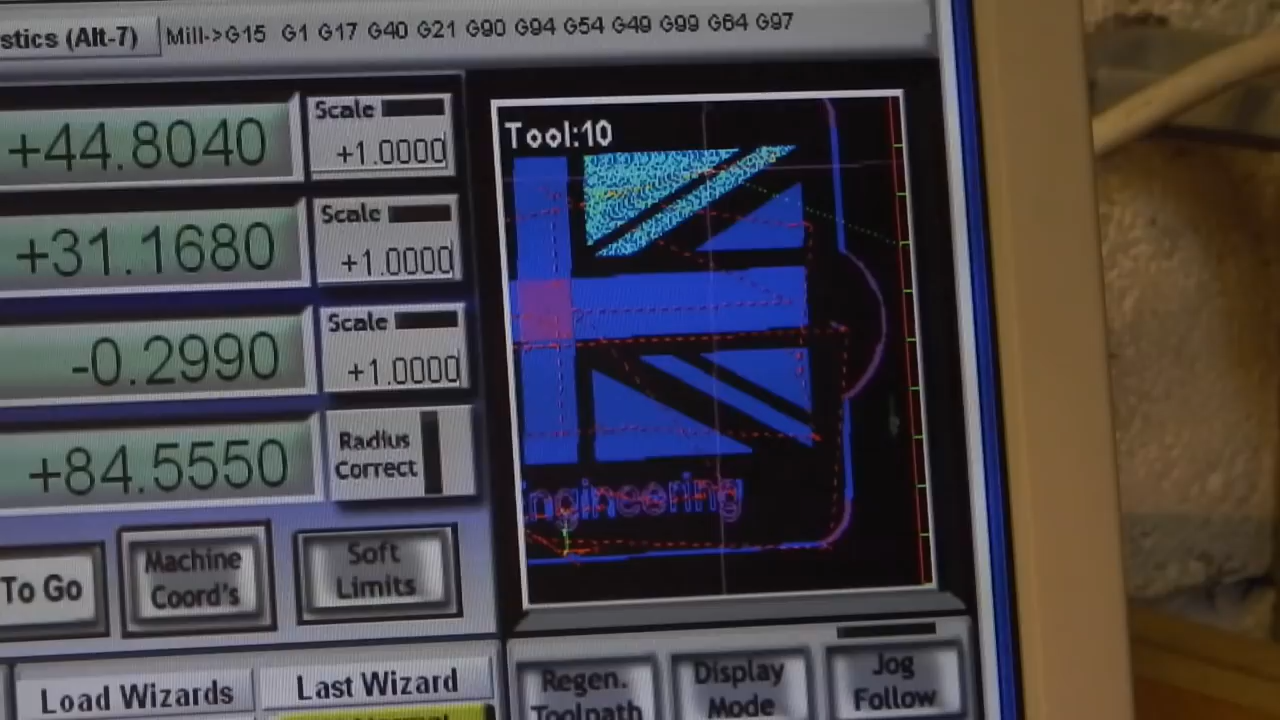 stics (Alt-7) Mill->G15 G1 G17 G40 G21 G90 G94 G54 G49 G99 G64 G97
+44.8040
Scale
+1.0000
+31.1680
Scale
+1.0000
-0.2990
Scale
+1.0000
+84.5550
Radius
Correct
To Go
Machine
Coord's
Soft
Limits
Load Wizards
Last Wizard
Normal
Tool:10
Engineering
Regen.
Toolpath
Display
Mode
Jog
Follow